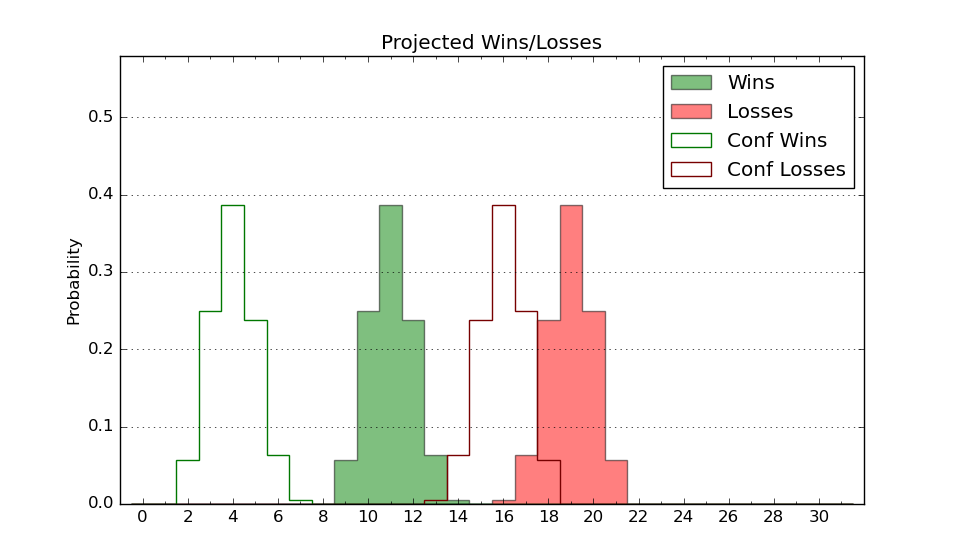 Projected Wins/Losses
Wins
Losses
Conf Wins
Conf Losses
0.5
0.4
0.3
0.2
0.1
0.0
Probability
0 2 4 6 8 10 12 14 16 18 20 22 24 26 28 30